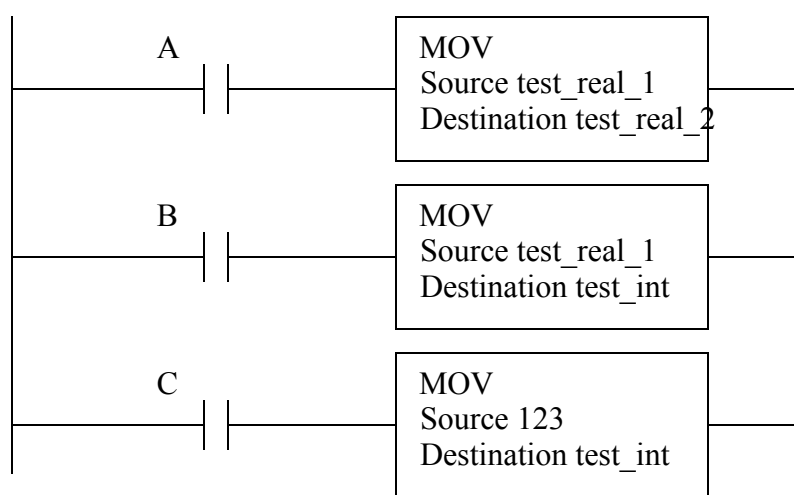 A
MOV
Source test_real_1
Destination test_real_2
B
MOV
Source test_real_1
Destination test_int
C
MOV
Source 123
Destination test_int